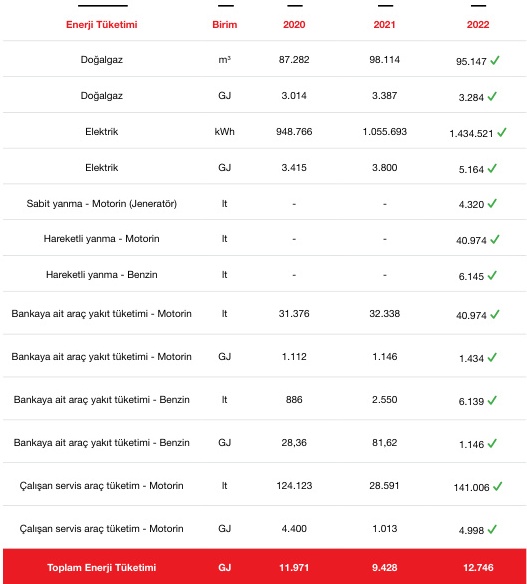 Enerji Tüketimi Birim 2020 2021 2022
Doğalgaz m³ 87.282 98.114 95.147
Doğalgaz GJ 3.014 3.387 3.284
Elektrik kWh 948.766 1.055.693 1.434.521
Elektrik GJ 3.415 3.800 5.164
Sabit yanma - Motorin (Jeneratör) lt - - 4.320
Hareketli yanma - Motorin lt - - 40.974
Hareketli yanma - Benzin lt - - 6.145
Bankaya ait araç yakıt tüketimi - Motorin lt 31.376 32.338 40.974
Bankaya ait araç yakıt tüketimi - Motorin GJ 1.112 1.146 1.434
Bankaya ait araç yakıt tüketimi - Benzin lt 886 2.550 6.139
Bankaya ait araç yakıt tüketimi - Benzin GJ 28,36 81,62 1.146
Çalışan servis araç tüketim - Motorin lt 124.123 28.591 141.006
Çalışan servis araç tüketim - Motorin GJ 4.400 1.013 4.998
Toplam Enerji Tüketimi GJ 11.971 9.428 12.746